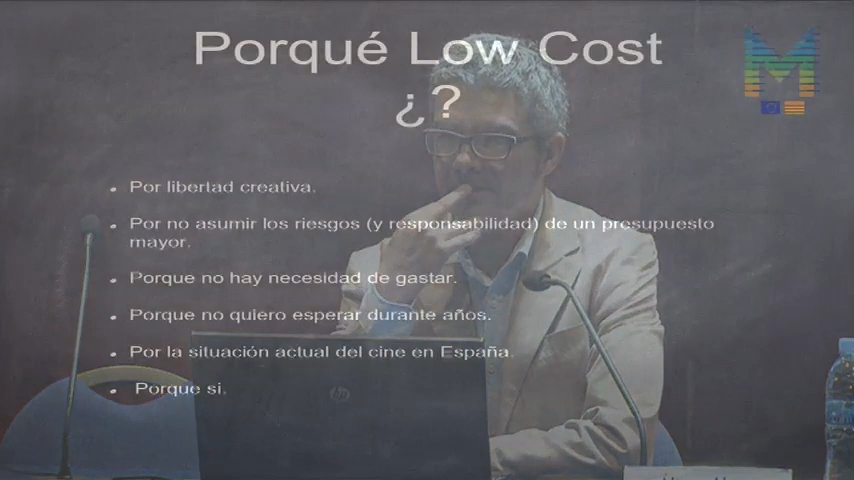 Porqué Low Cost
¿?
Por libertad creativa.
Por no asumir los riesgos (y responsabilidad) de un presupuesto
mayor.
Porque no hay necesidad de gastar.
Porque no quiero esperar durante años.
Por la situación actual del cine en España.
Porque si.
M
hp